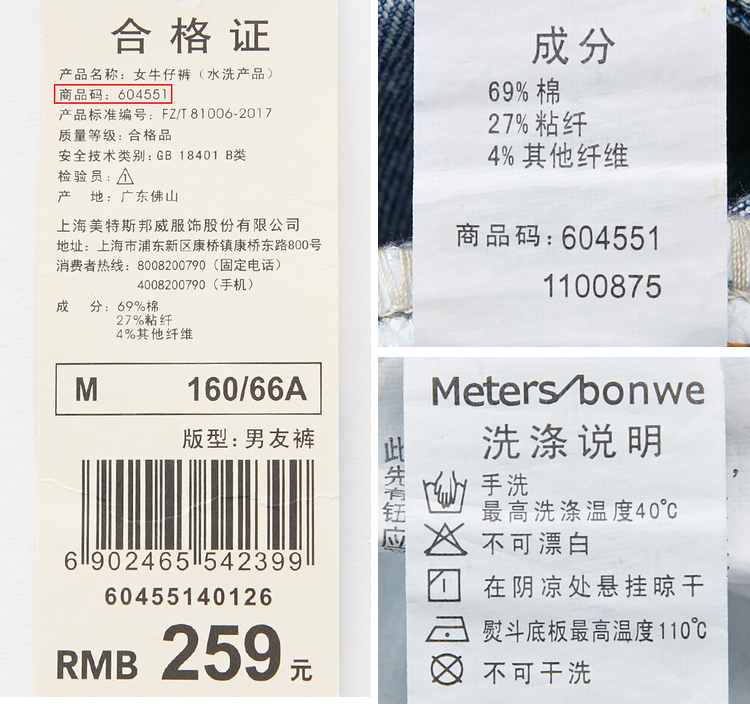 合格证
产品名称：女牛仔裤（水洗产品）
商品码：604551
产品标准编号：FZ/T 81006-2017
质量等级：合格品
安全技术类别：GB 18401 B类
检验员：1
产 地：广东佛山
上海美特斯邦威服饰股份有限公司
地址：上海市浦东新区康桥镇康桥东路800号
消费者热线：8008200790（固定电话）
4008200790（手机）
成 分：69%棉
27%粘纤
4%其他纤维
M 160/66A
版型：男友裤
6 902465 542399
60455140126
RMB 259元
成分
69%棉
27%粘纤
4%其他纤维
商品码：604551
1100875
Meters/bonwe
洗涤说明
手洗
最高洗涤温度40℃
不可漂白
在阴凉处悬挂晾干
熨斗底板最高温度110℃
不可干洗
此
先
钮
应